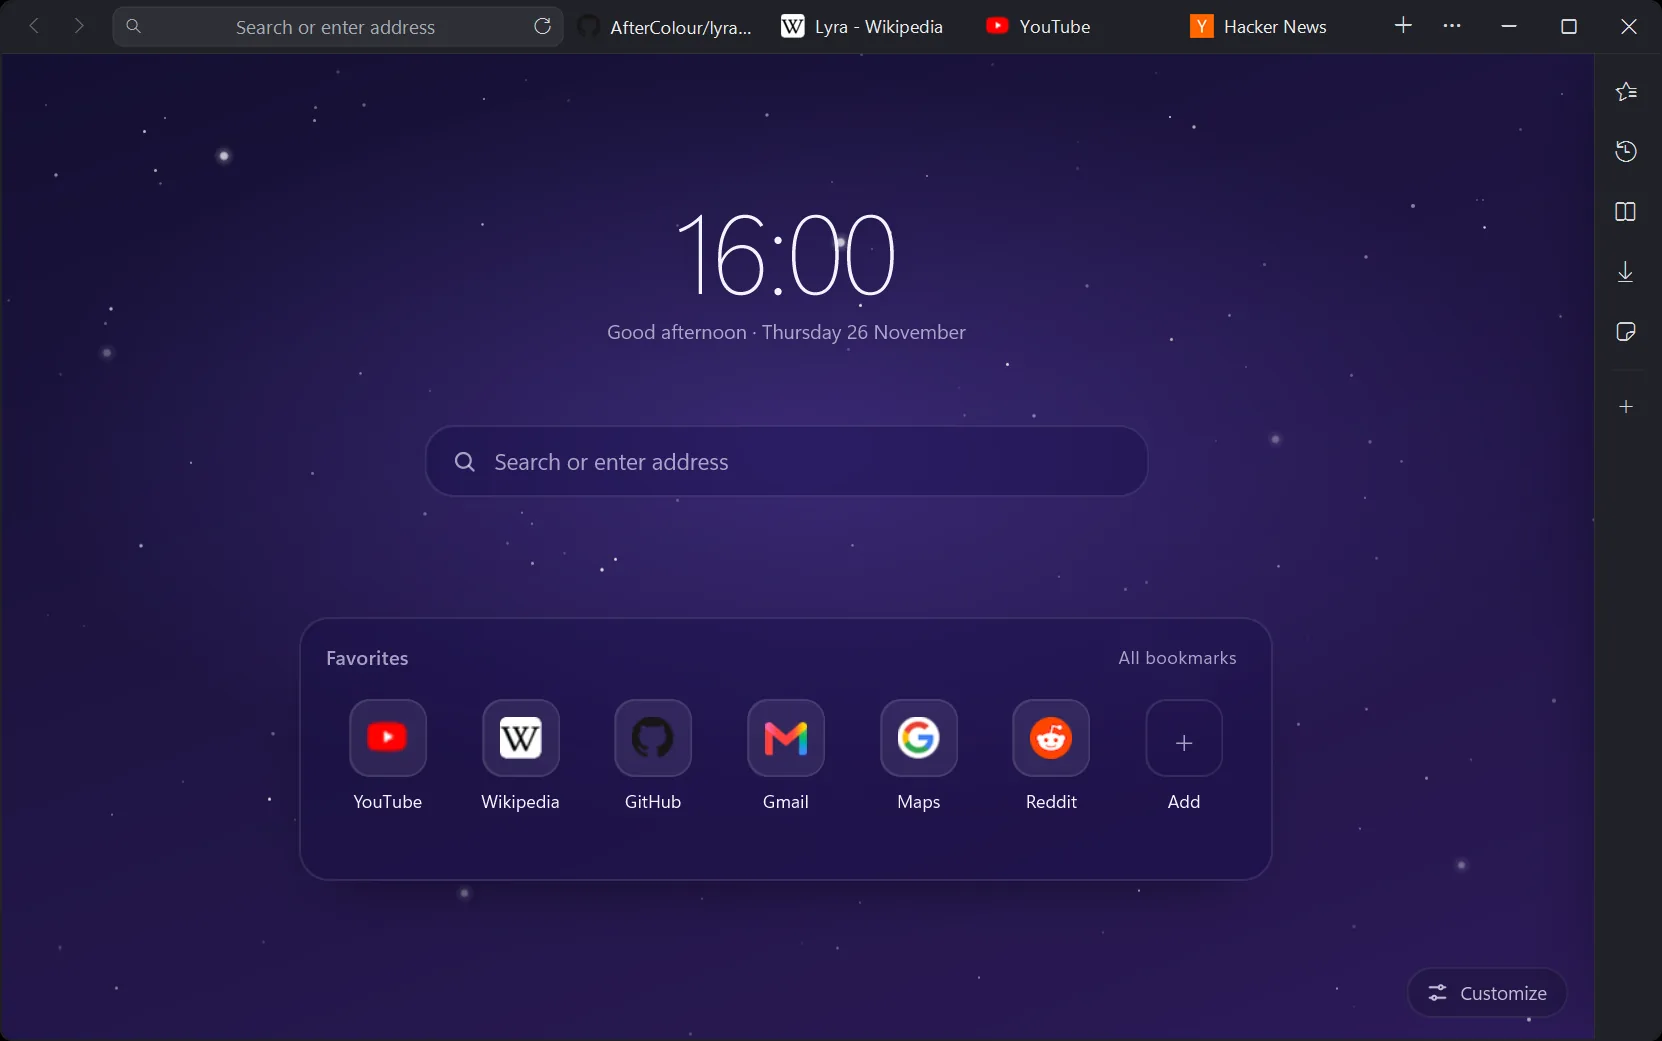 Search or enter address
AfterColour/lyra...
Lyra - Wikipedia
YouTube
Hacker News
16:00
Good afternoon · Thursday 26 November
Search or enter address
Favorites
All bookmarks
YouTube
Wikipedia
GitHub
Gmail
Maps
Reddit
Add
Customize